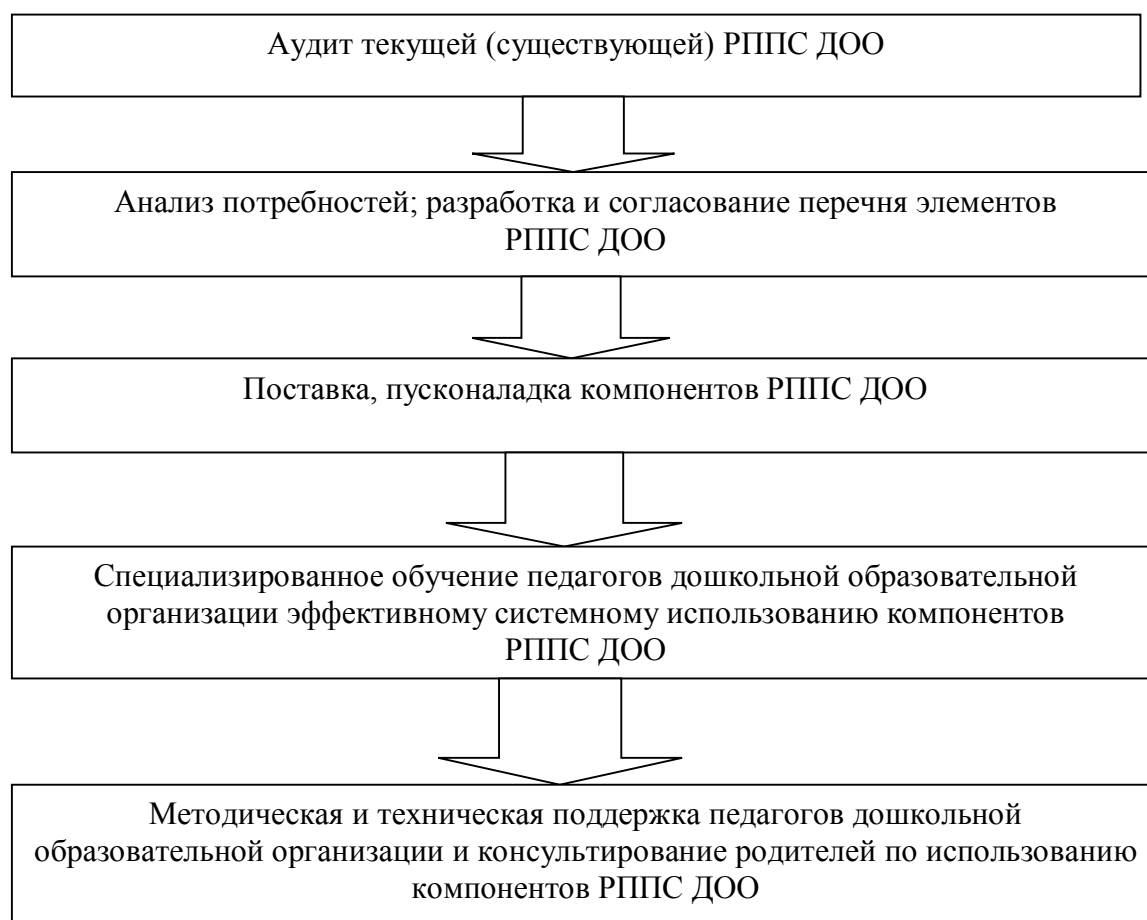 Аудит текущей (существующей) РППС ДОО
Анализ потребностей; разработка и согласование перечня элементов
РППС ДОО
Поставка, пусконаладка компонентов РППС ДОО
Специализированное обучение педагогов дошкольной образовательной
организации эффективному системному использованию компонентов
РППС ДОО
Методическая и техническая поддержка педагогов дошкольной
образовательной организации и консультирование родителей по использованию
компонентов РППС ДОО